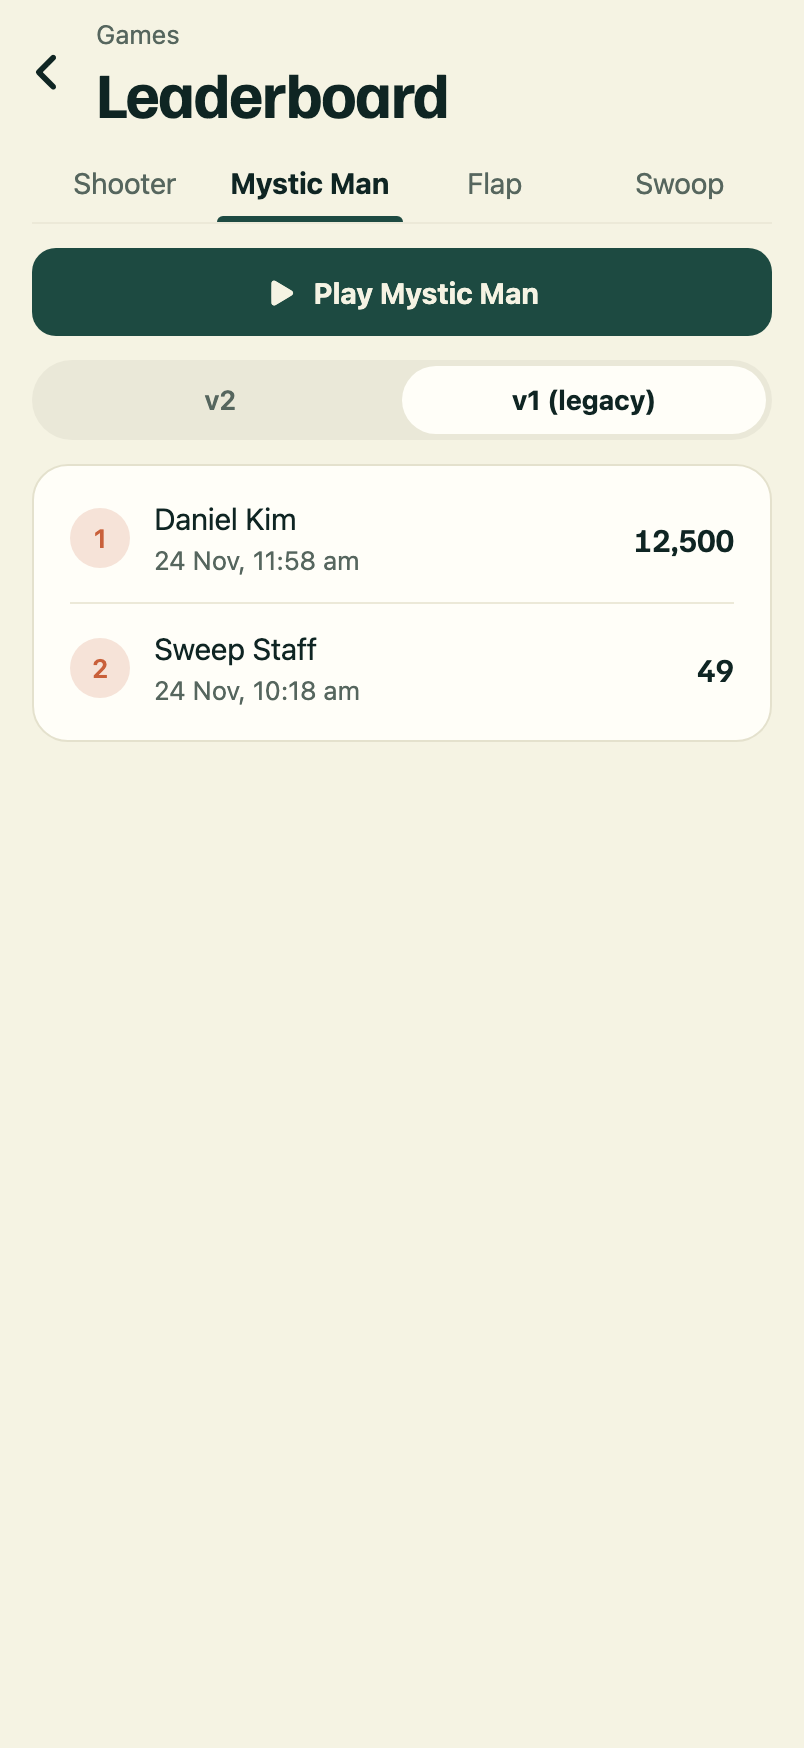 Games
Leaderboard
Shooter Mystic Man Flap Swoop
Play Mystic Man
v2 v1 (legacy)
1 Daniel Kim 12,500
24 Nov, 11:58 am
2 Sweep Staff 49
24 Nov, 10:18 am